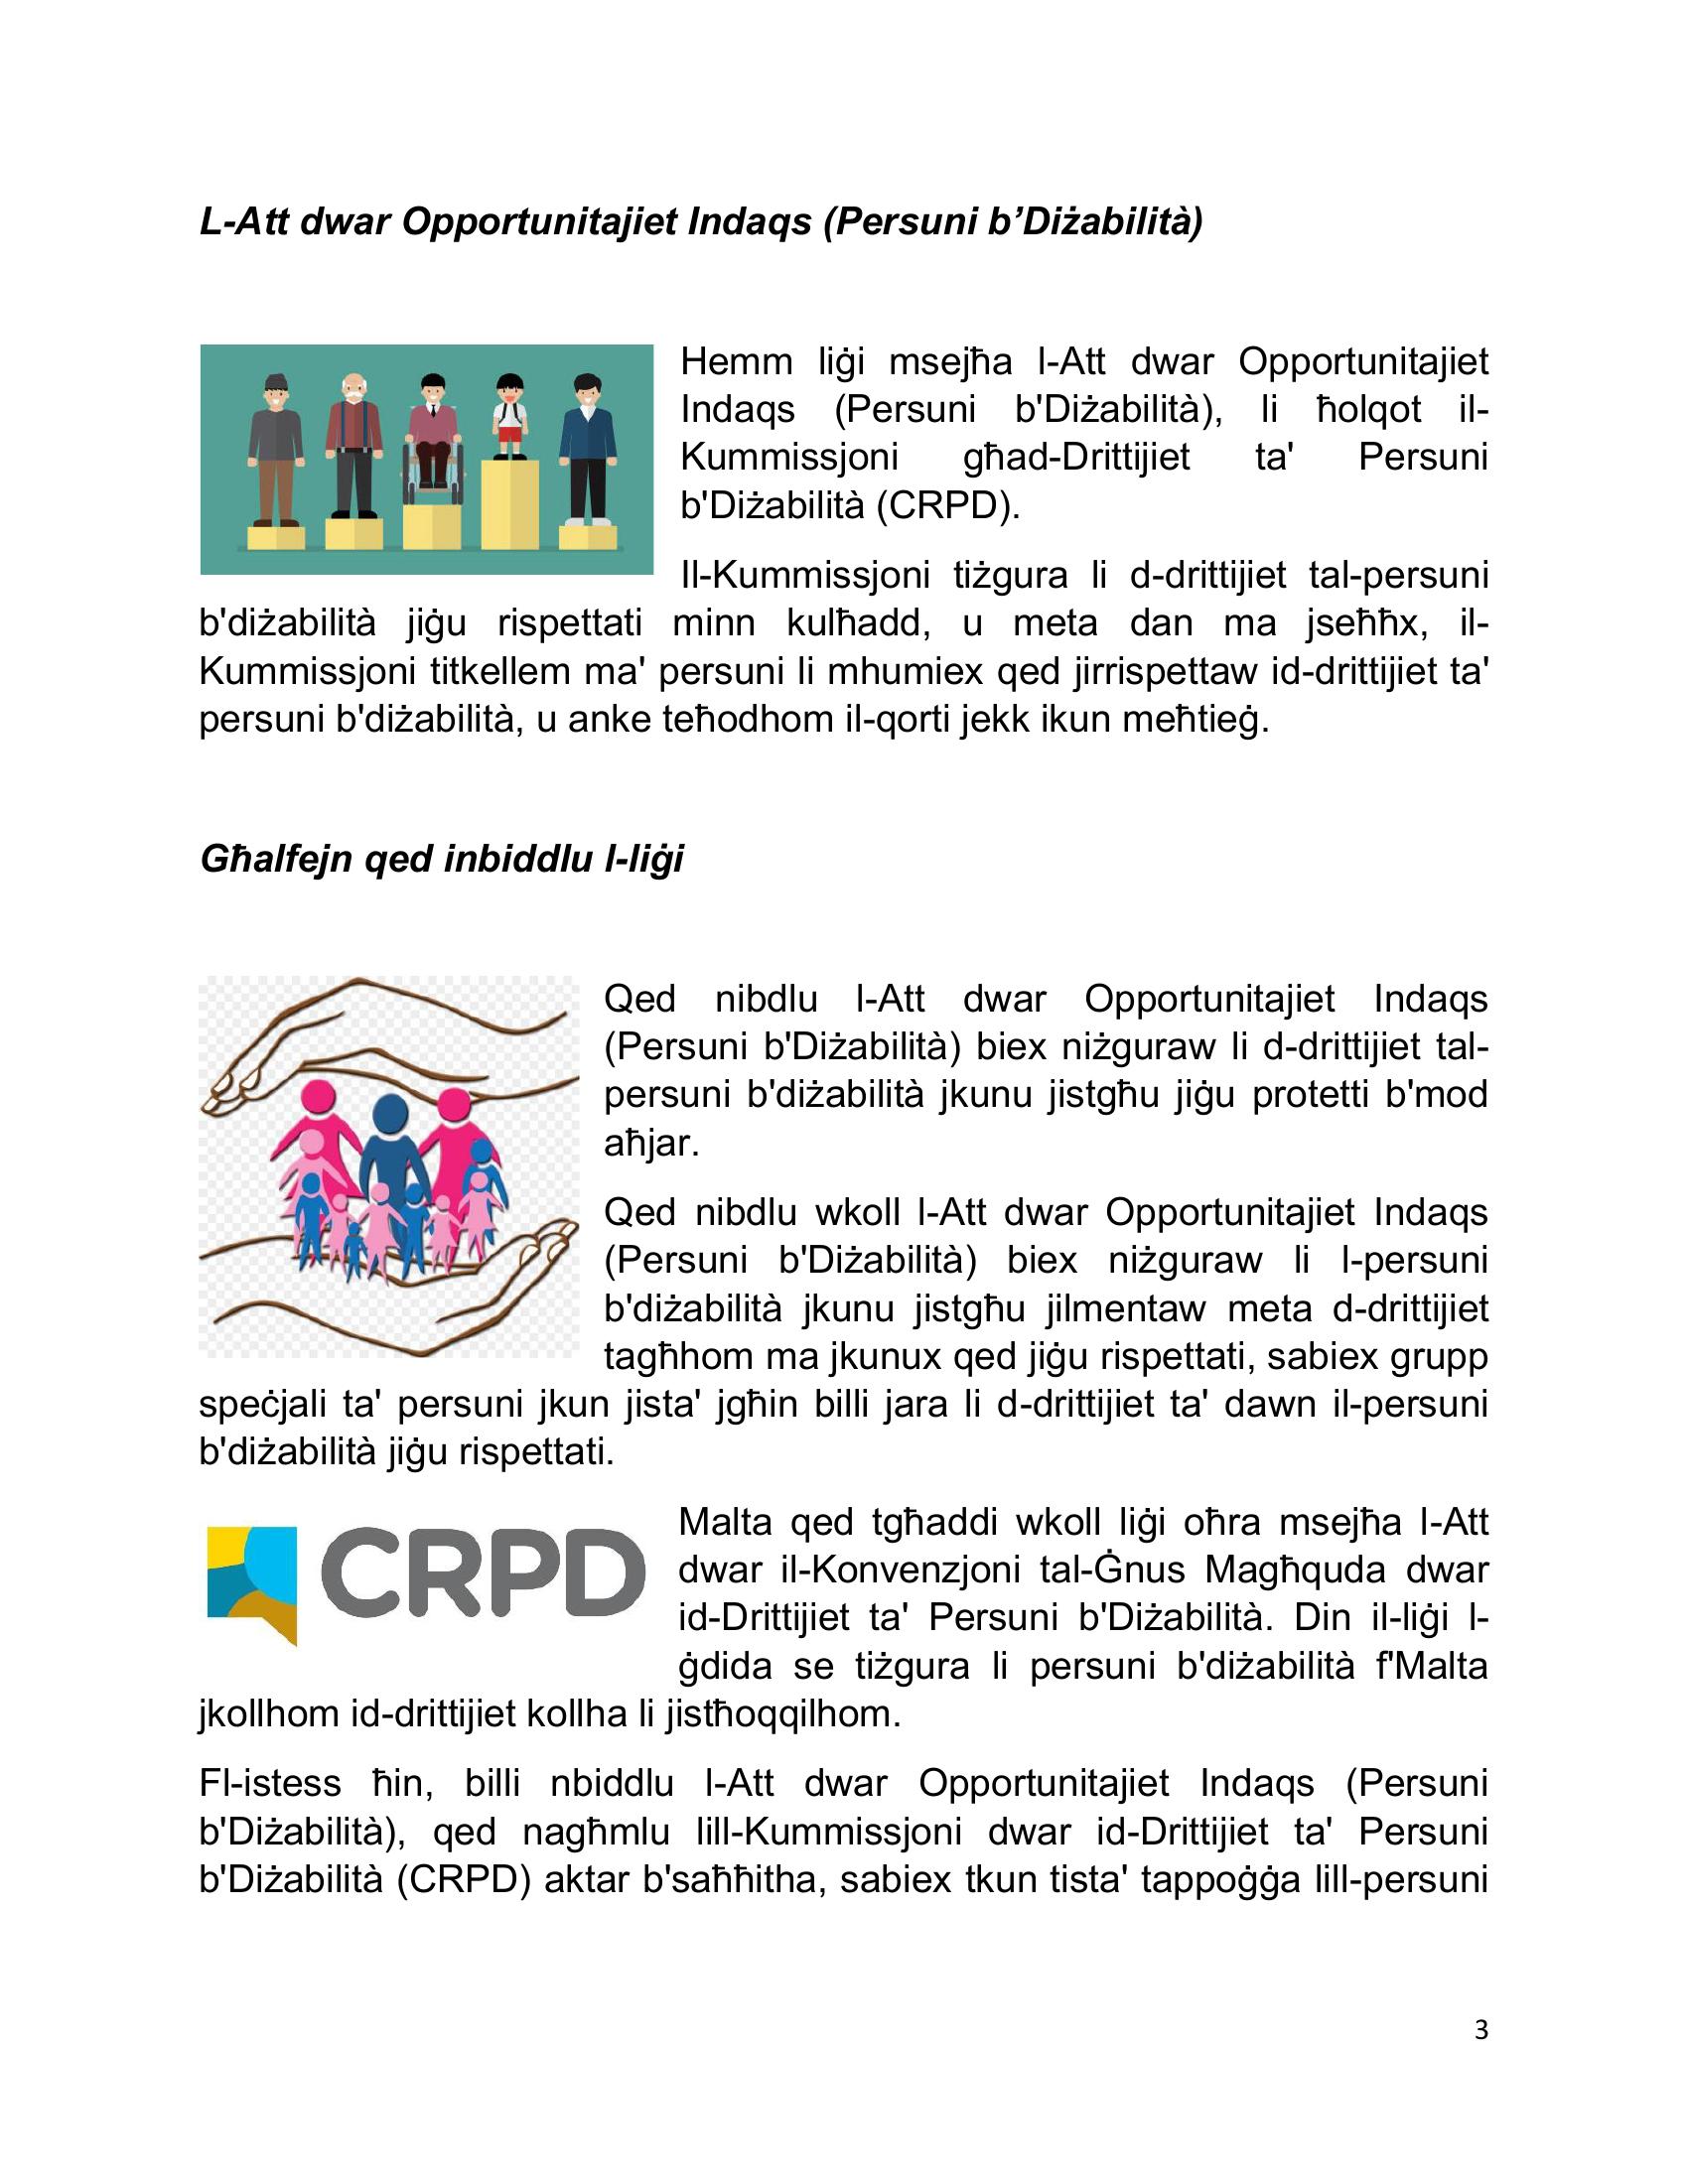 L-Att dwar Opportunitajiet Indaqs (Persuni b’Diżabilità)
Hemm liġi msejħa l-Att dwar Opportunitajiet
Indaqs (Persuni b'Diżabilità), li ħolqot il-
Kummissjoni għad-Drittijiet ta' Persuni
b'Diżabilità (CRPD).
Il-Kummissjoni tiżgura li d-drittijiet tal-persuni
b'diżabilità jiġu rispettati minn kulħadd, u meta dan ma jseħħx, il-
Kummissjoni titkellem ma' persuni li mhumiex qed jirrispettaw id-drittijiet ta'
persuni b'diżabilità, u anke teħodhom il-qorti jekk ikun meħtieġ.
Għalfejn qed inbiddlu l-liġi
Qed nibdlu l-Att dwar Opportunitajiet Indaqs
(Persuni b'Diżabilità) biex niżguraw li d-drittijiet tal-
persuni b'diżabilità jkunu jistgħu jiġu protetti b'mod
aħjar.
Qed nibdlu wkoll l-Att dwar Opportunitajiet Indaqs
(Persuni b'Diżabilità) biex niżguraw li l-persuni
b'diżabilità jkunu jistgħu jilmentaw meta d-drittijiet
tagħhom ma jkunux qed jiġu rispettati, sabiex grupp
speċjali ta' persuni jkun jista' jgħin billi jara li d-drittijiet ta' dawn il-persuni
b'diżabilità jiġu rispettati.
CRPD
Malta qed tgħaddi wkoll liġi oħra msejħa l-Att
dwar il-Konvenzjoni tal-Ġnus Magħquda dwar
id-Drittijiet ta' Persuni b'Diżabilità. Din il-liġi l-
ġdida se tiżgura li persuni b'diżabilità f'Malta
jkollhom id-drittijiet kollha li jistħoqqilhom.
Fl-istess ħin, billi nbiddlu l-Att dwar Opportunitajiet Indaqs (Persuni
b'Diżabilità), qed nagħmlu lill-Kummissjoni dwar id-Drittijiet ta' Persuni
b'Diżabilità (CRPD) aktar b'saħħitha, sabiex tkun tista' tappoġġa lill-persuni
3